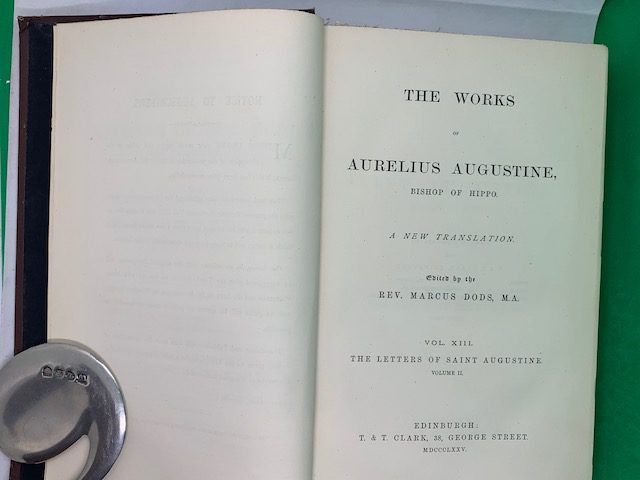 THE WORKS
OF
AURELIUS AUGUSTINE,
BISHOP OF HIPPO.
A NEW TRANSLATION.
Edited by the
REV. MARCUS DODS, M.A.
VOL. XIII.
THE LETTERS OF SAINT AUGUSTINE.
VOLUME II.
EDINBURGH:
T. & T. CLARK, 38, GEORGE STREET.
MDCCCLXXV.